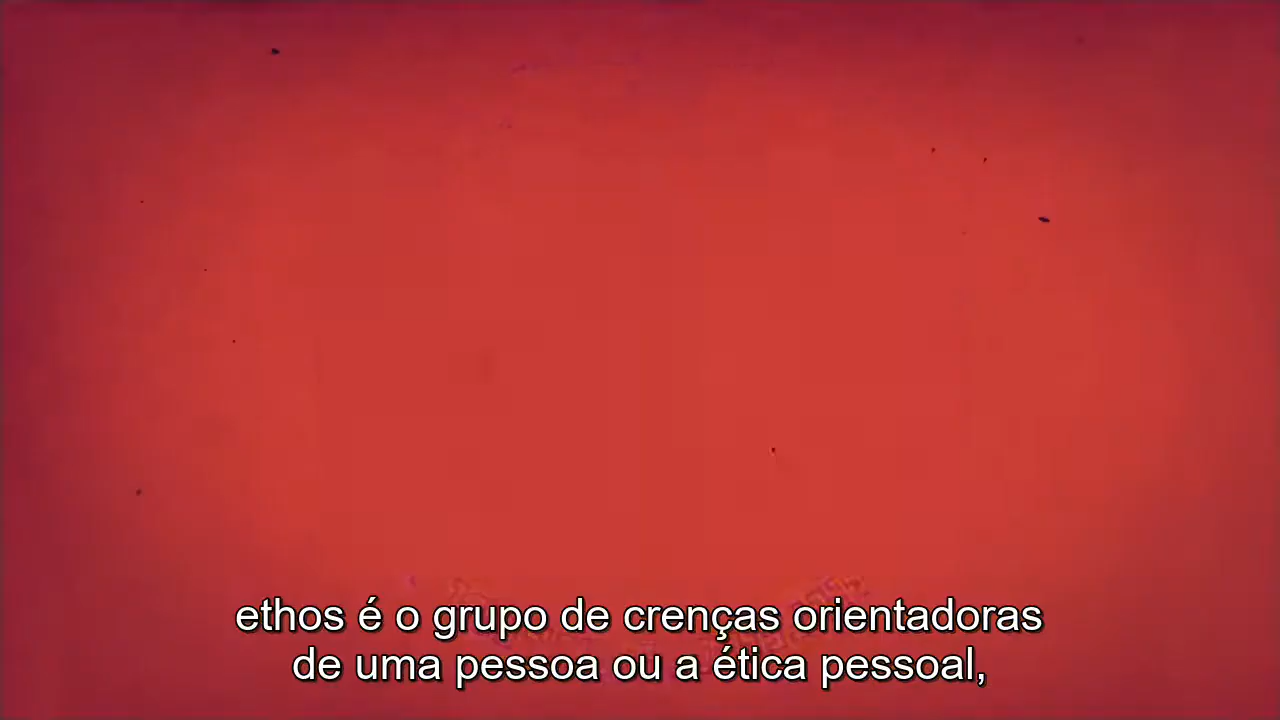 ethos é o grupo de crenças orientadoras
de uma pessoa ou a ética pessoal,